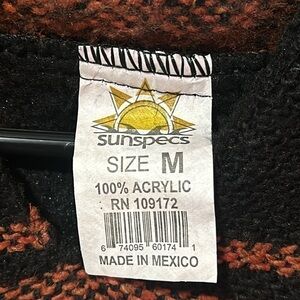 sunspecs
SIZE M
100% ACRYLIC
RN 109172
6 74095 60174 1
MADE IN MEXICO